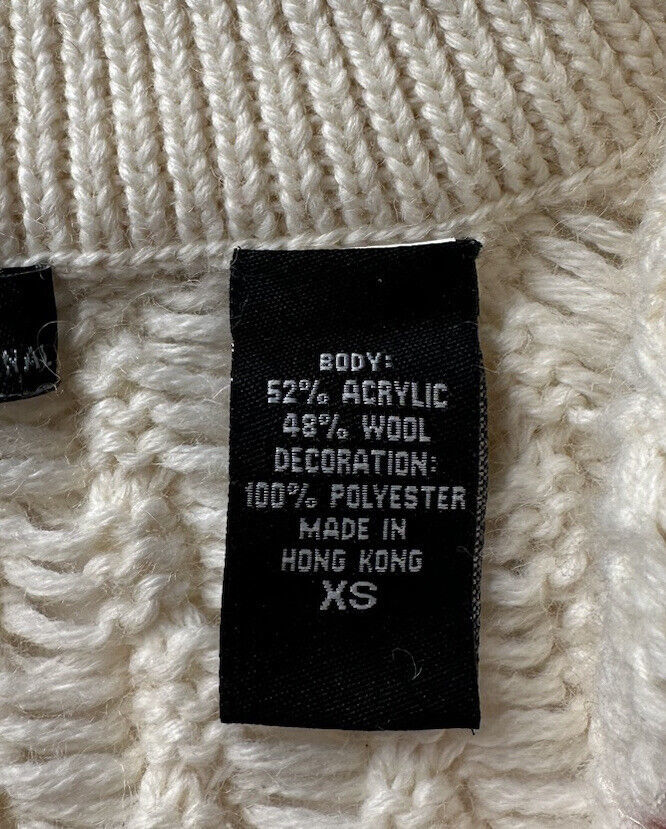 BODY:
52% ACRYLIC
48% WOOL
DECORATION:
100% POLYESTER
MADE IN
HONG KONG
XS